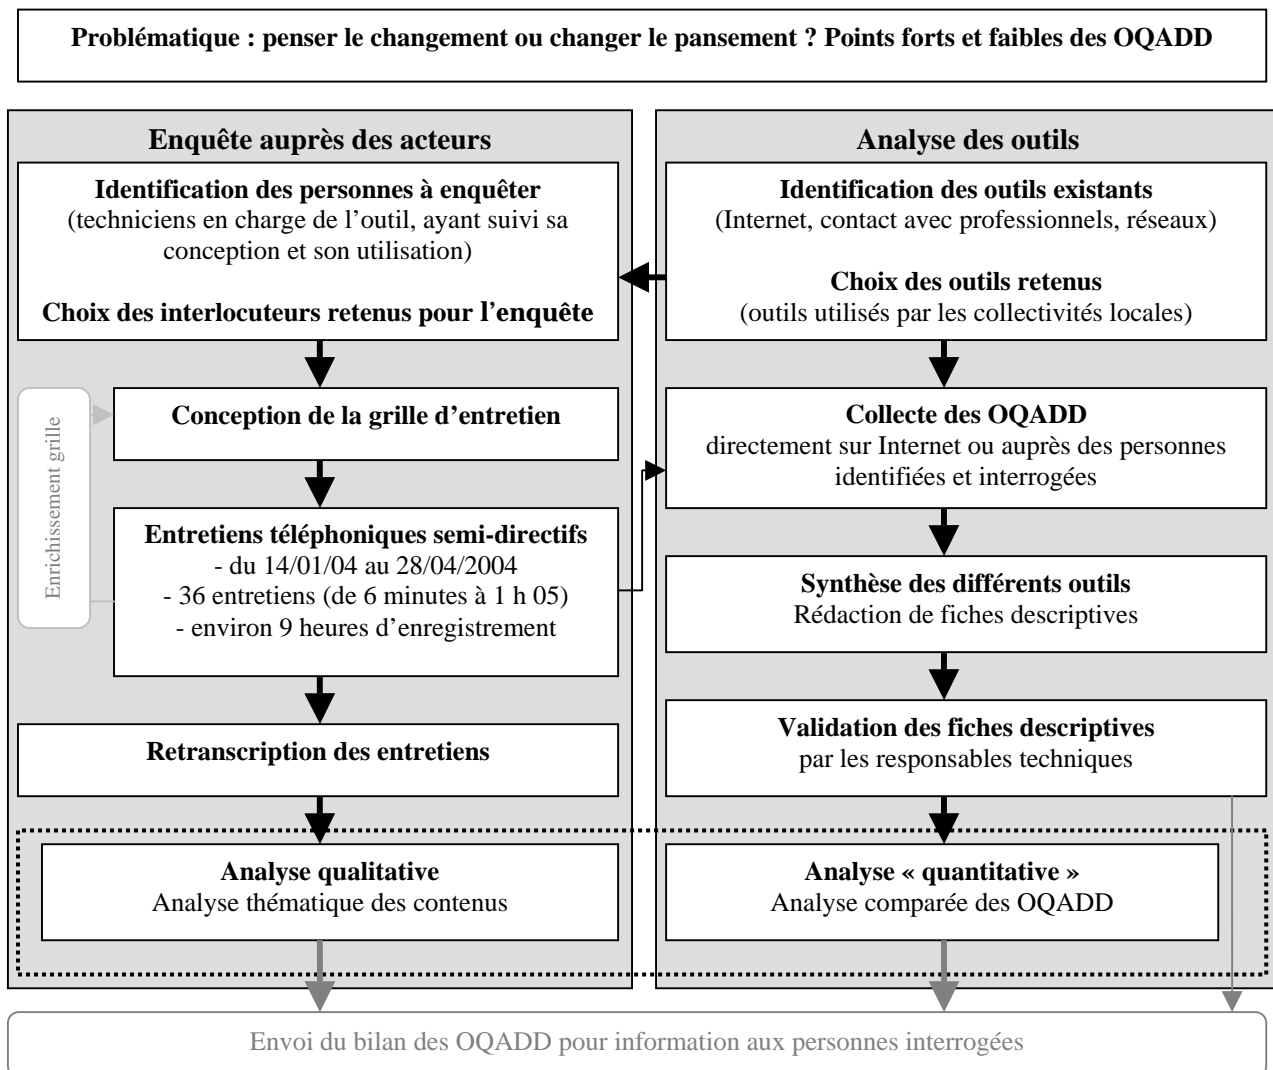 Problématique : penser le changement ou changer le pansement ? Points forts et faibles des OQADD
Enquête auprès des acteurs
Identification des personnes à enquêter
(techniciens en charge de l’outil, ayant suivi sa
conception et son utilisation)
Choix des interlocuteurs retenus pour l’enquête
Conception de la grille d’entretien
Enrichissement grille
Entretiens téléphoniques semi-directifs
- du 14/01/04 au 28/04/2004
- 36 entretiens (de 6 minutes à 1 h 05)
- environ 9 heures d’enregistrement
Retranscription des entretiens
Analyse qualitative
Analyse thématique des contenus
Analyse des outils
Identification des outils existants
(Internet, contact avec professionnels, réseaux)
Choix des outils retenus
(outils utilisés par les collectivités locales)
Collecte des OQADD
directement sur Internet ou auprès des personnes
identifiées et interrogées
Synthèse des différents outils
Rédaction de fiches descriptives
Validation des fiches descriptives
par les responsables techniques
Analyse « quantitative »
Analyse comparée des OQADD
Envoi du bilan des OQADD pour information aux personnes interrogées